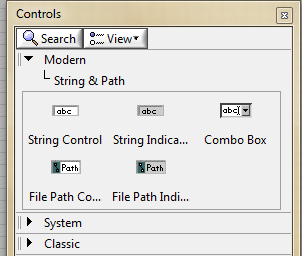 Controls
Search View
Modern
String & Path
abc abc abc
String Control String Indica... Combo Box
Path Path
File Path Co... File Path Indi...
System
Classic